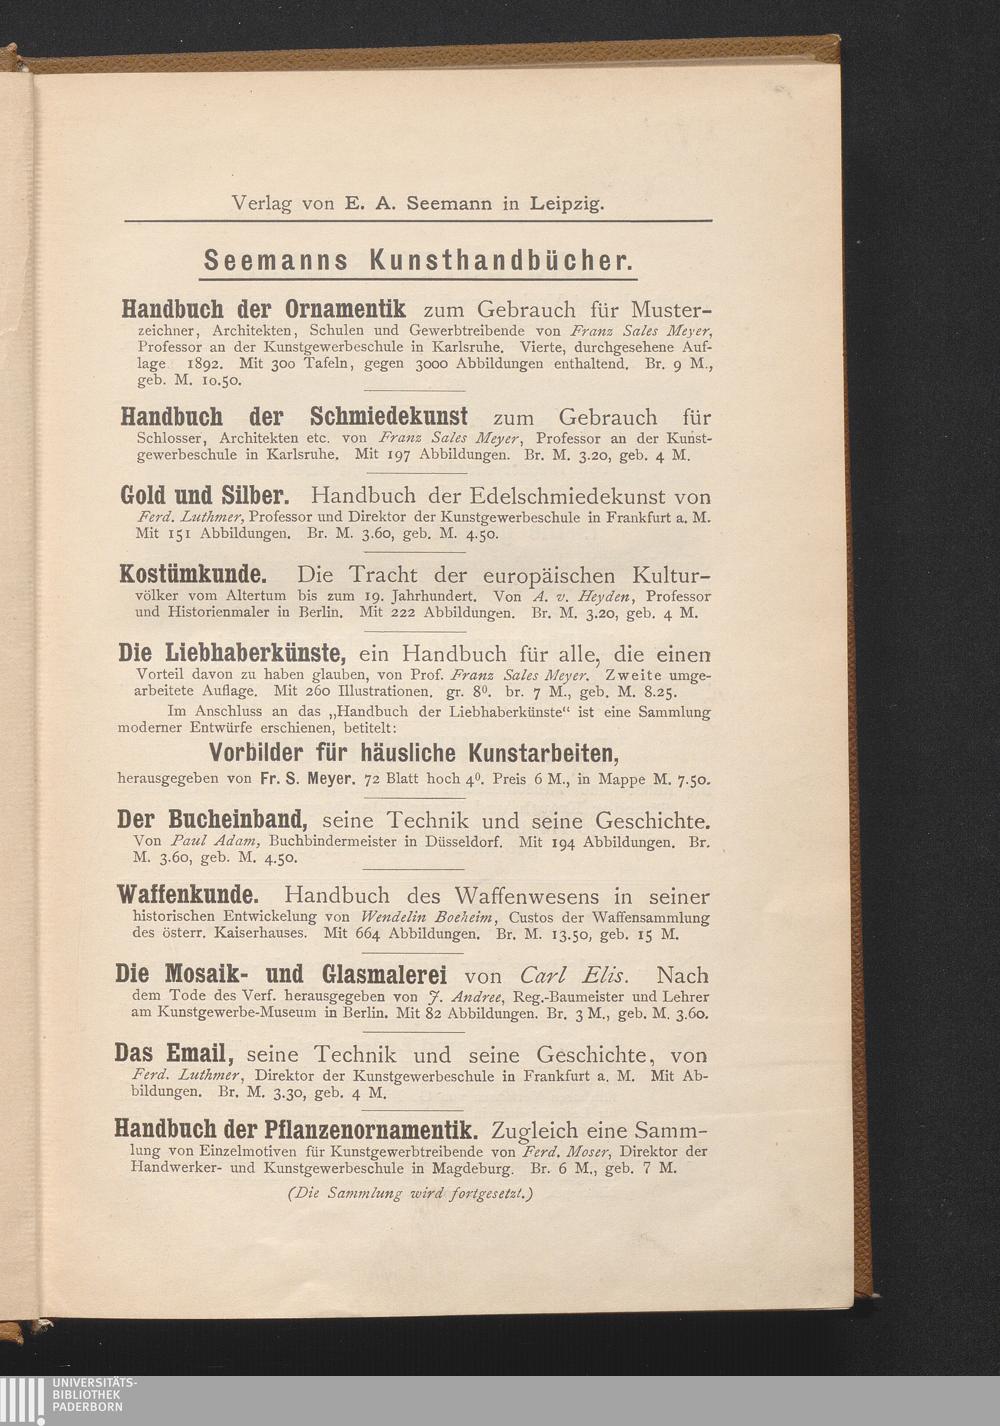 Verlag von E. A. Seemann in Leipzig.
Seemanns Kunsthandbücher.
Handbuch der Ornamentik zum Gebrauch für Muster-
zeichner, Architekten, Schulen und Gewerbtreibende von Franz Sales Meyer,
Professor an der Kunstgewerbeschule in Karlsruhe. Vierte, durchgesehene Auf-
lage 1892. Mit 300 Tafeln, gegen 3000 Abbildungen enthaltend. Br. 9 M.,
geb. M. 10.50.
Handbuch der Schmiedekunst zum Gebrauch für
Schlosser, Architekten etc. von Franz Sales Meyer, Professor an der Kunst-
gewerbeschule in Karlsruhe. Mit 197 Abbildungen. Br. M. 3.20, geb. 4 M.
Gold und Silber. Handbuch der Edelschmiedekunst von
Ferd. Luthmer, Professor und Direktor der Kunstgewerbeschule in Frankfurt a. M.
Mit 151 Abbildungen. Br. M. 3.60, geb. M. 4.50.
Kostümkunde. Die Tracht der europäischen Kultur-
völker vom Altertum bis zum 19. Jahrhundert. Von A. v. Heyden, Professor
und Historienmaler in Berlin. Mit 222 Abbildungen. Br. M. 3.20, geb. 4 M.
Die Liebhaberkünste, ein Handbuch für alle, die einen
Vorteil davon zu haben glauben, von Prof. Franz Sales Meyer. Zweite umge-
arbeitete Auflage. Mit 260 Illustrationen. gr. 8⁰. br. 7 M., geb. M. 8.25.
Im Anschluss an das „Handbuch der Liebhaberkünste“ ist eine Sammlung
moderner Entwürfe erschienen, betitelt:
Vorbilder für häusliche Kunstarbeiten,
herausgegeben von Fr. S. Meyer. 72 Blatt hoch 4⁰. Preis 6 M., in Mappe M. 7.50.
Der Bucheinband, seine Technik und seine Geschichte.
Von Paul Adam, Buchbindermeister in Düsseldorf. Mit 194 Abbildungen. Br.
M. 3.60, geb. M. 4.50.
Waffenkunde. Handbuch des Waffenwesens in seiner
historischen Entwickelung von Wendelin Boeheim, Custos der Waffensammlung
des österr. Kaiserhauses. Mit 664 Abbildungen. Br. M. 13.50, geb. 15 M.
Die Mosaik- und Glasmalerei von Carl Elis. Nach
dem Tode des Verf. herausgegeben von J. Andree, Reg.-Baumeister und Lehrer
am Kunstgewerbe-Museum in Berlin. Mit 82 Abbildungen. Br. 3 M., geb. M. 3.60.
Das Email, seine Technik und seine Geschichte, von
Ferd. Luthmer, Direktor der Kunstgewerbeschule in Frankfurt a. M. Mit Ab-
bildungen. Br. M. 3.30, geb. 4 M.
Handbuch der Pflanzenornamentik. Zugleich eine Samm-
lung von Einzelmotiven für Kunstgewerbtreibende von Ferd. Moser, Direktor der
Handwerker- und Kunstgewerbeschule in Magdeburg. Br. 6 M., geb. 7 M.
(Die Sammlung wird fortgesetzt.)
UNIVERSITÄTS-
BIBLIOTHEK
PADERBORN